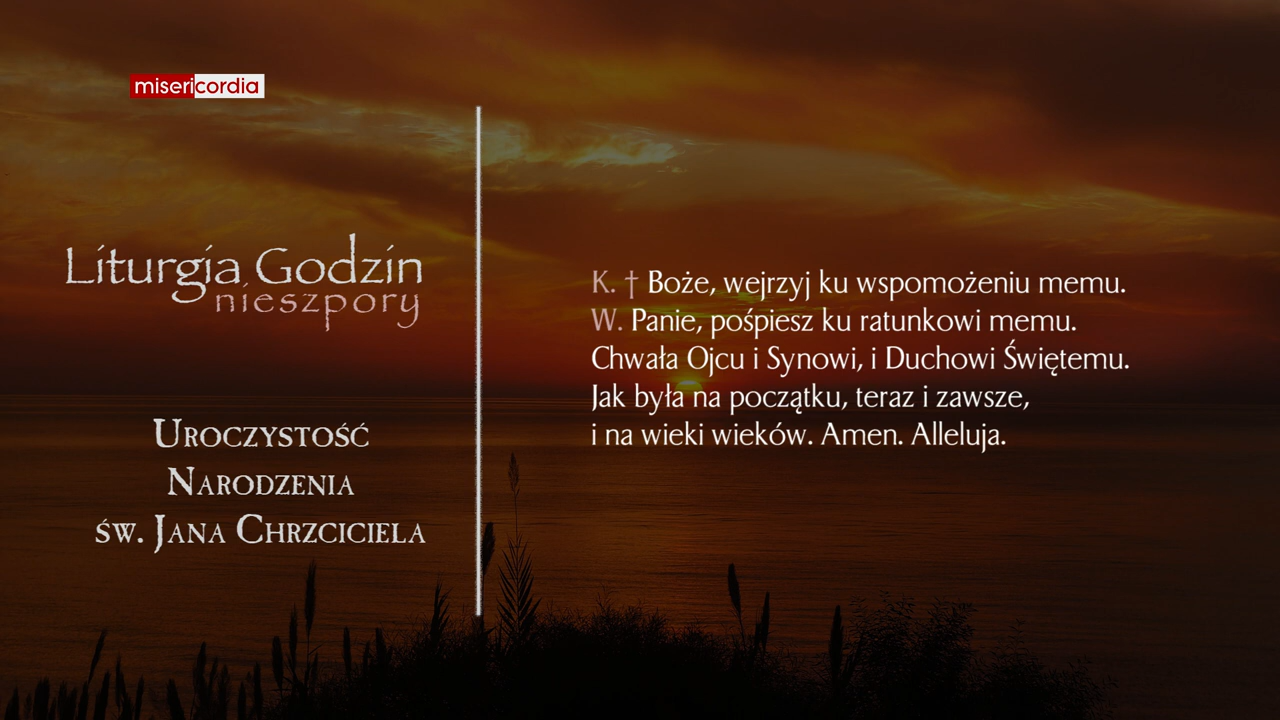 misericordia
Liturgia Godzin
nieszpory
Uroczystość
Narodzenia
św. Jana Chrzciciela
K. † Boże, wejrzyj ku wspomożeniu memu.
W. Panie, pośpiesz ku ratunkowi memu.
Chwała Ojcu i Synowi, i Duchowi Świętemu.
Jak była na początku, teraz i zawsze,
i na wieki wieków. Amen. Alleluja.